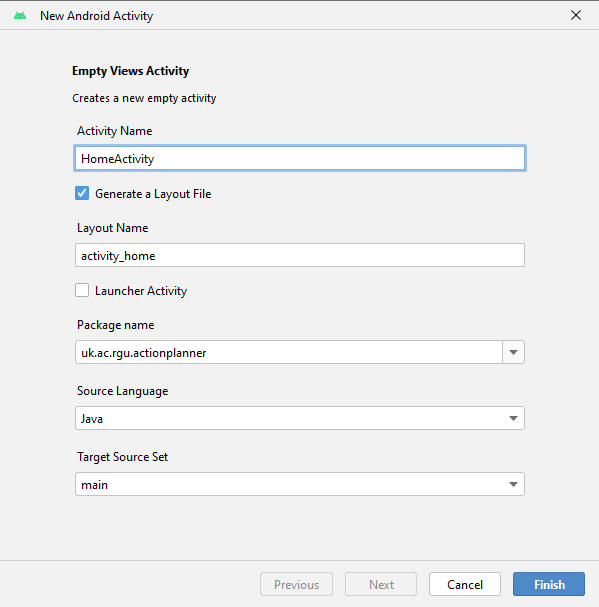 New Android Activity
Empty Views Activity
Creates a new empty activity
Activity Name
HomeActivity
Generate a Layout File
Layout Name
activity_home
Launcher Activity
Package name
uk.ac.rgu.actionplanner
Source Language
Java
Target Source Set
main
Previous Next Cancel Finish